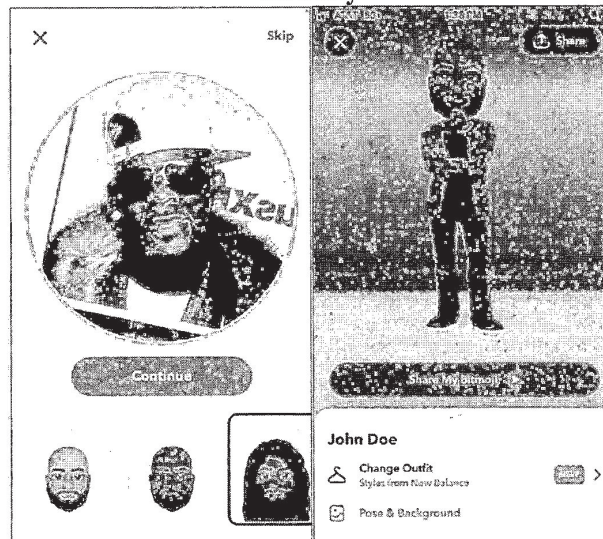 Skip
Continue
Share
Share My Bitmoji
John Doe
Change Outfit
Styles from New Balance
Pose & Background